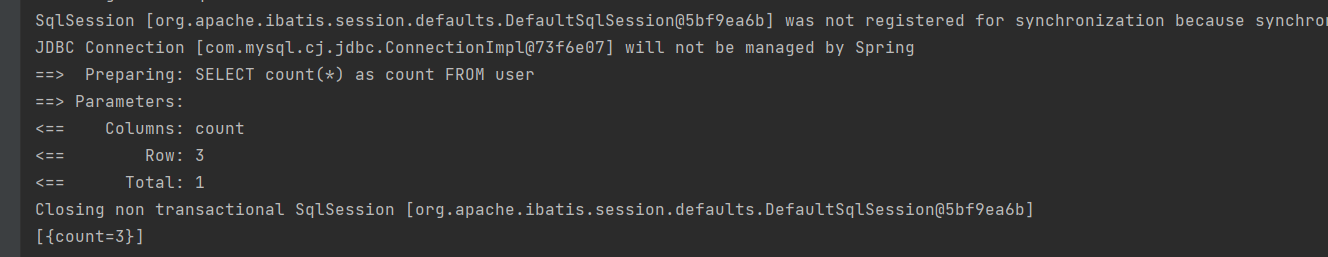 SqlSession [org.apache.ibatis.session.defaults.DefaultSqlSession@5bf9ea6b] was not registered for synchronization because
JDBC Connection [com.mysql.cj.jdbc.ConnectionImpl@73f6e07] will not be managed by Spring
==>  Preparing: SELECT count(*) as count FROM user
==> Parameters:
<==    Columns: count
<==        Row: 3
<==      Total: 1
Closing non transactional SqlSession [org.apache.ibatis.session.defaults.DefaultSqlSession@5bf9ea6b]
[{count=3}]